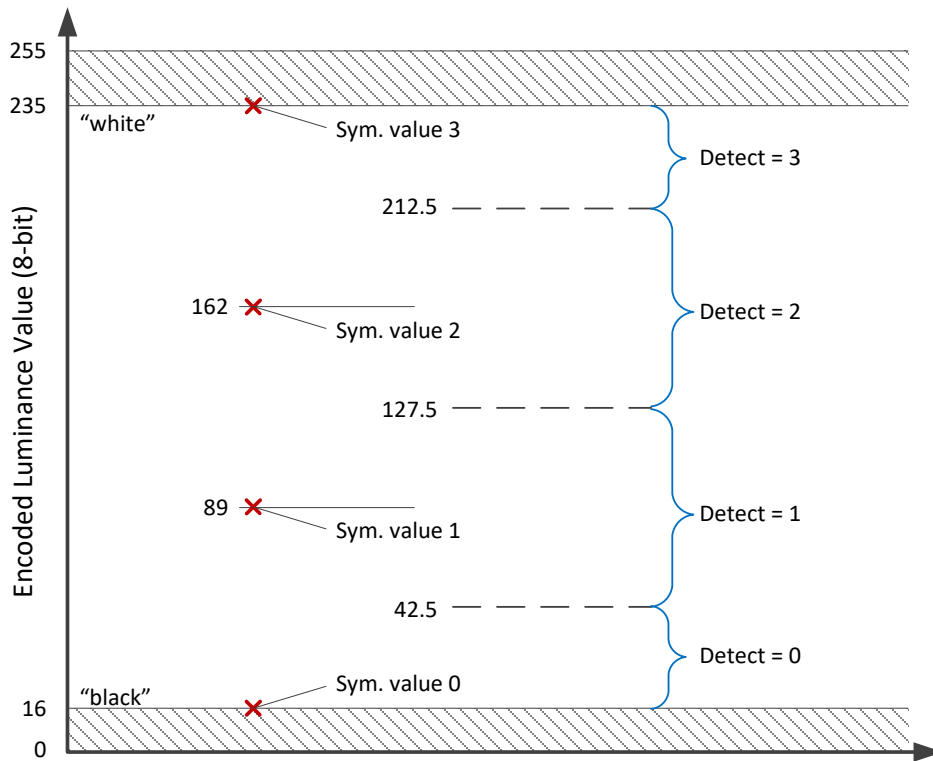 255
235
“white”
Sym. value 3
Detect = 3
212.5
Encoded Luminance Value (8-bit)
162
Sym. value 2
Detect = 2
127.5
89
Sym. value 1
Detect = 1
42.5
Detect = 0
Sym. value 0
“black”
16
0